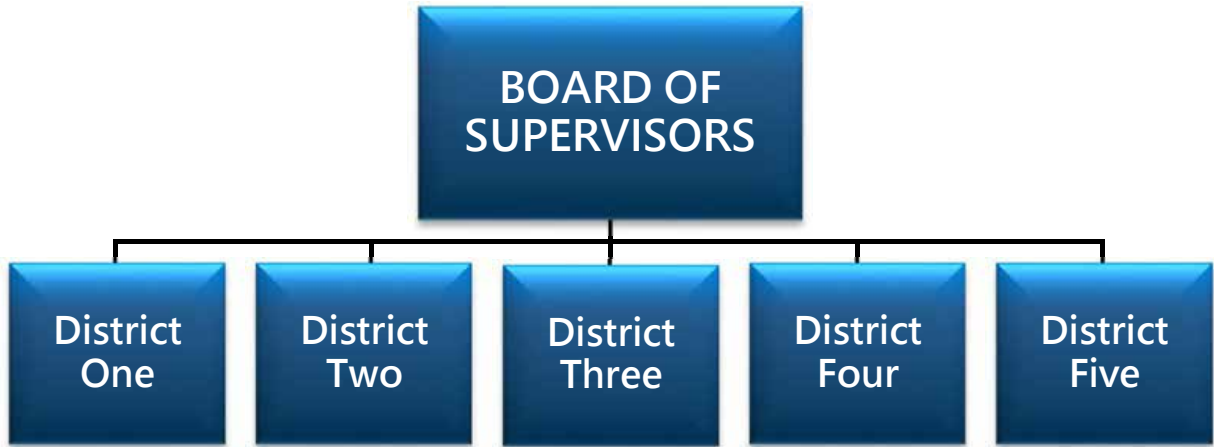 BOARD OF
SUPERVISORS
District
One
District
Two
District
Three
District
Four
District
Five